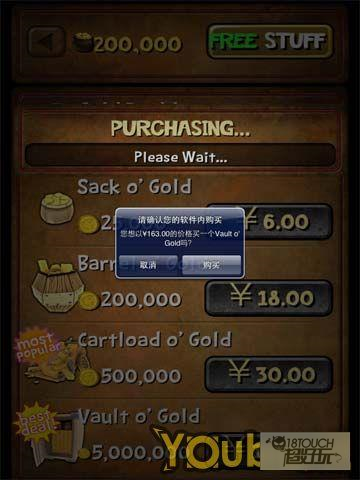 200,000
FREE STUFF
PURCHASING...
Please Wait...
Sack o' Gold
¥ 6.00
请确认您的软件内购买
您想以¥163.00的价格买一个Vault o'
Gold吗?
取消
购买
200,000
¥ 18.00
most
Popular
Cartload o' Gold
500,000
¥ 30.00
best
deal!
Vault o' Gold
18TOUCH
超好玩